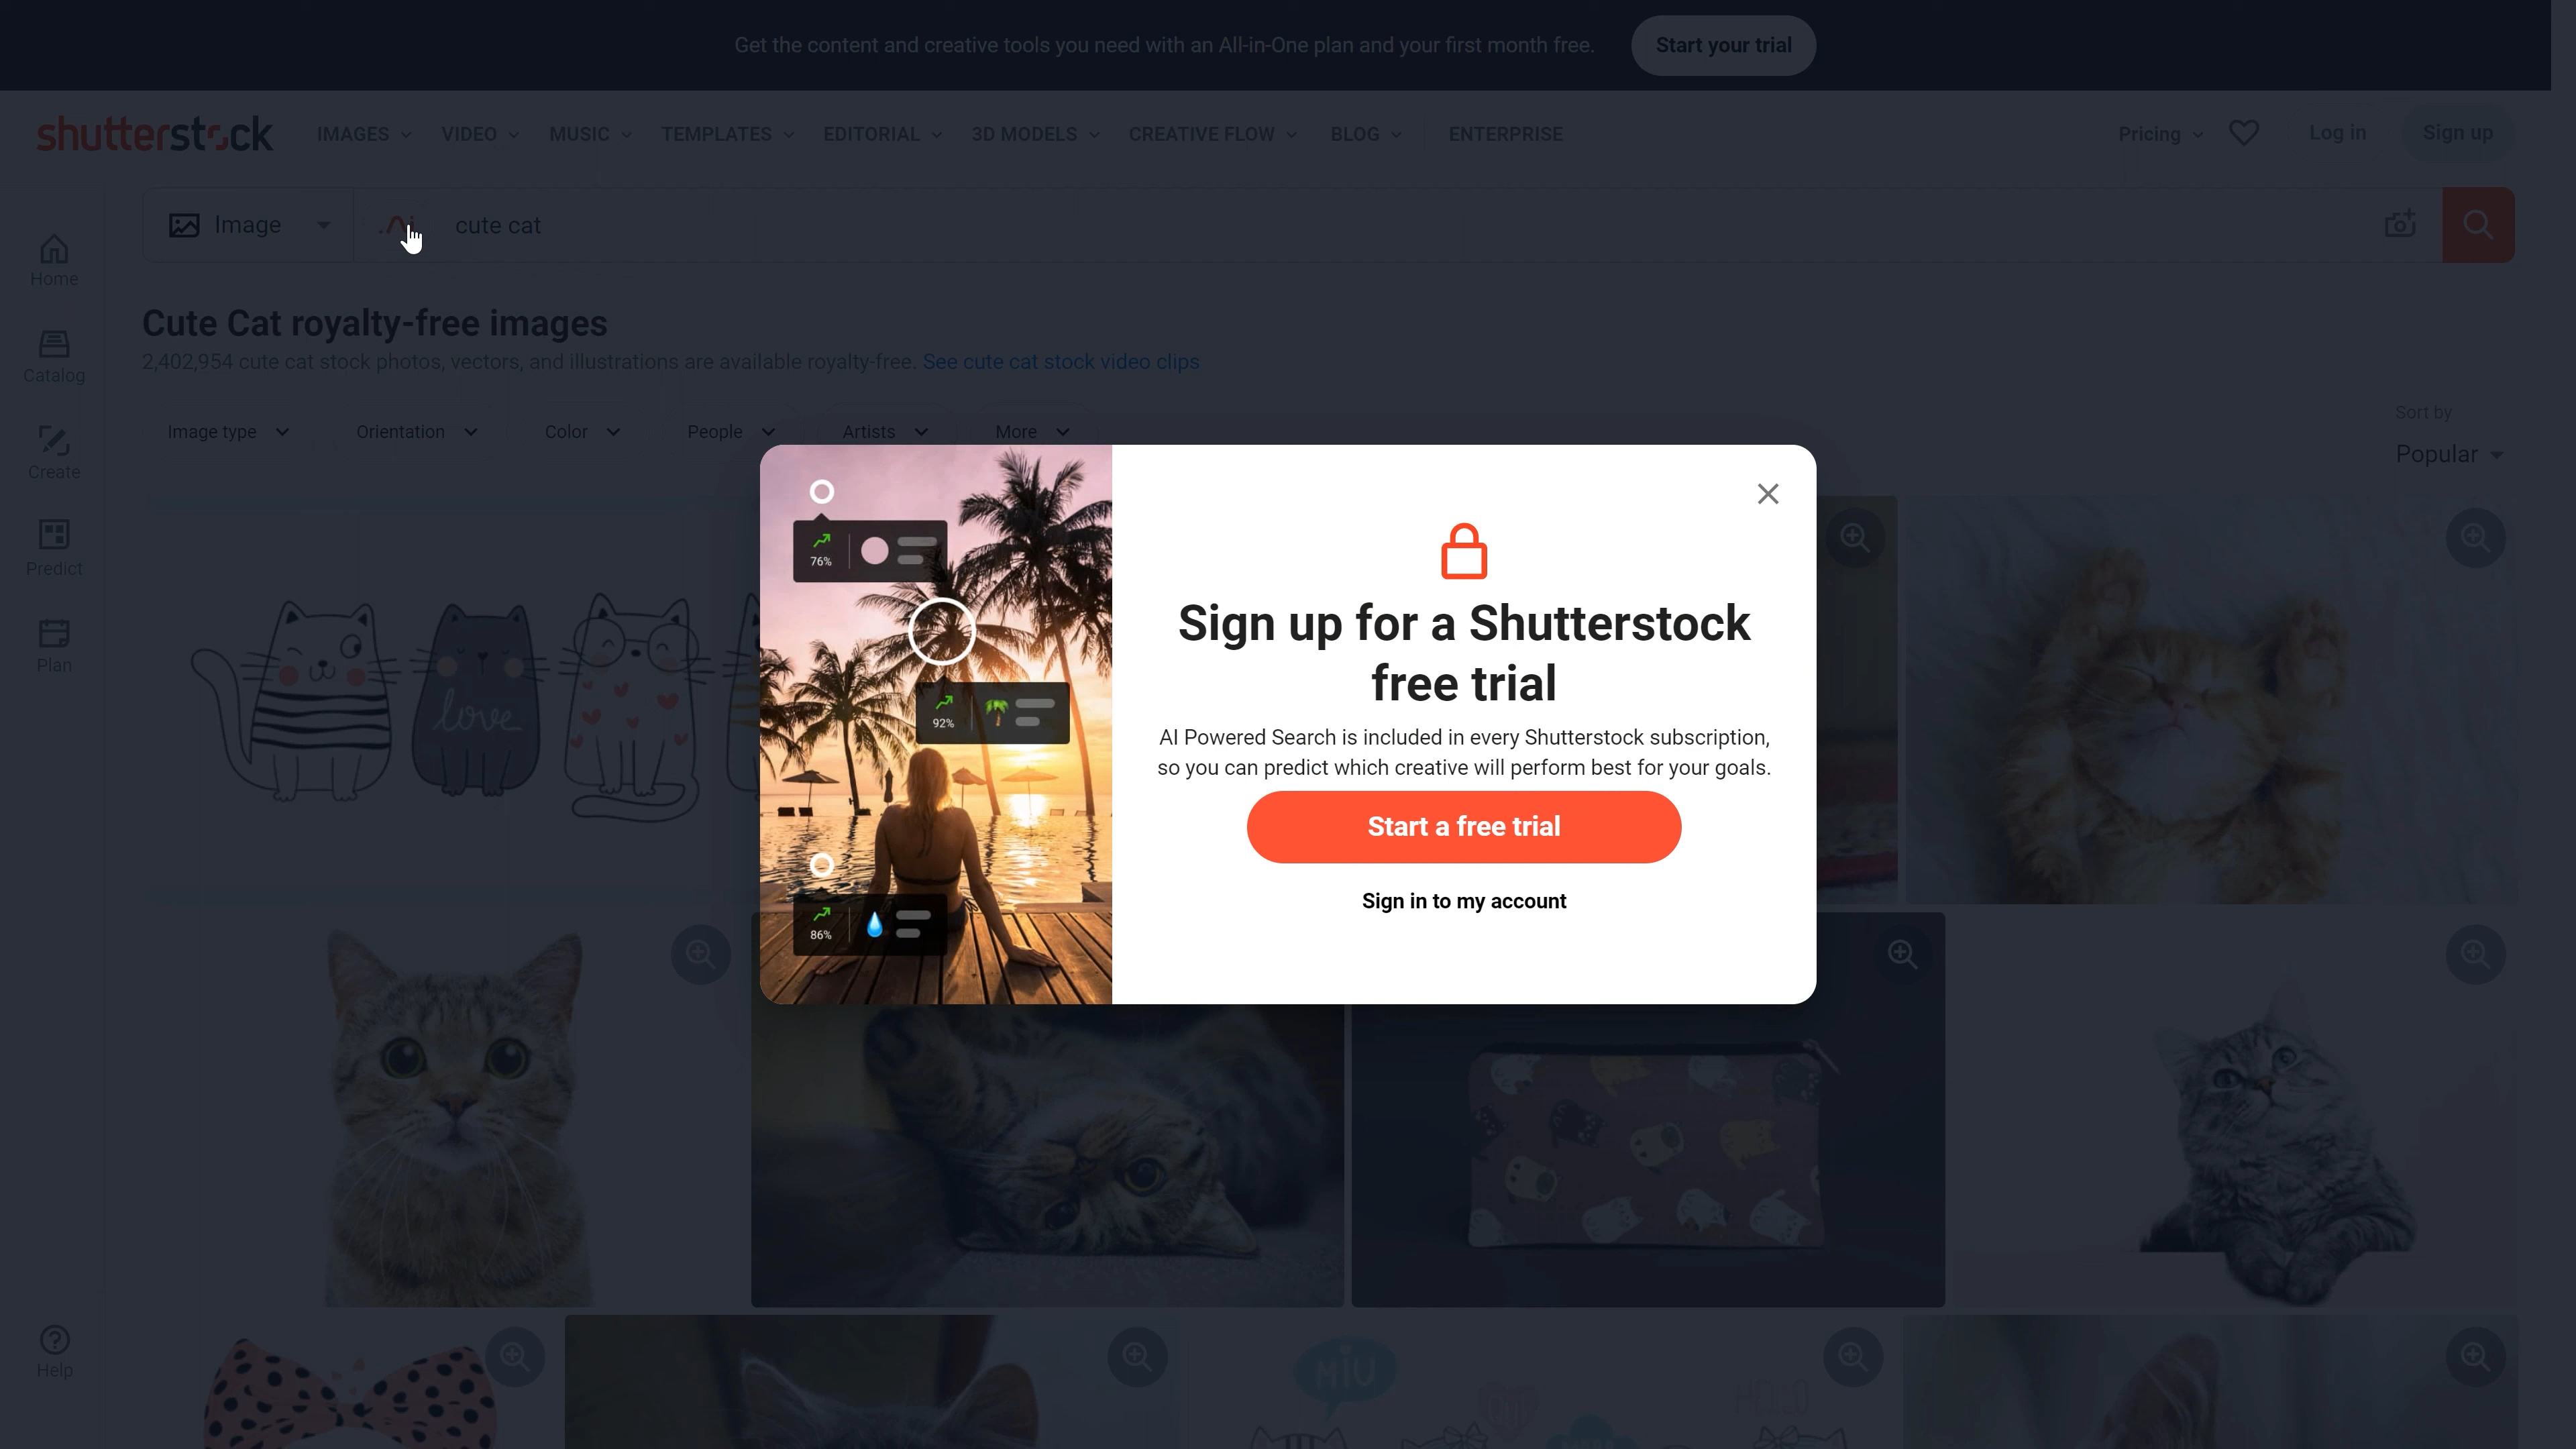 Get the content and creative tools you need with an All-in-One plan and your first month free. Start your trial
shutterstock IMAGES VIDEO MUSIC TEMPLATES EDITORIAL 3D MODELS CREATIVE FLOW BLOG ENTERPRISE Pricing Log in Sign up
Image cute cat
Home
Catalog
Create
Predict
Plan
Help
Cute Cat royalty-free images
2,402,954 cute cat stock photos, vectors, and illustrations are available royalty-free. See cute cat stock video clips
Image type Orientation Color People Artists More
Sort by
Popular
love
76%
92%
86%
Sign up for a Shutterstock
free trial
AI Powered Search is included in every Shutterstock subscription,
so you can predict which creative will perform best for your goals.
Start a free trial
Sign in to my account
MIU
HELLO